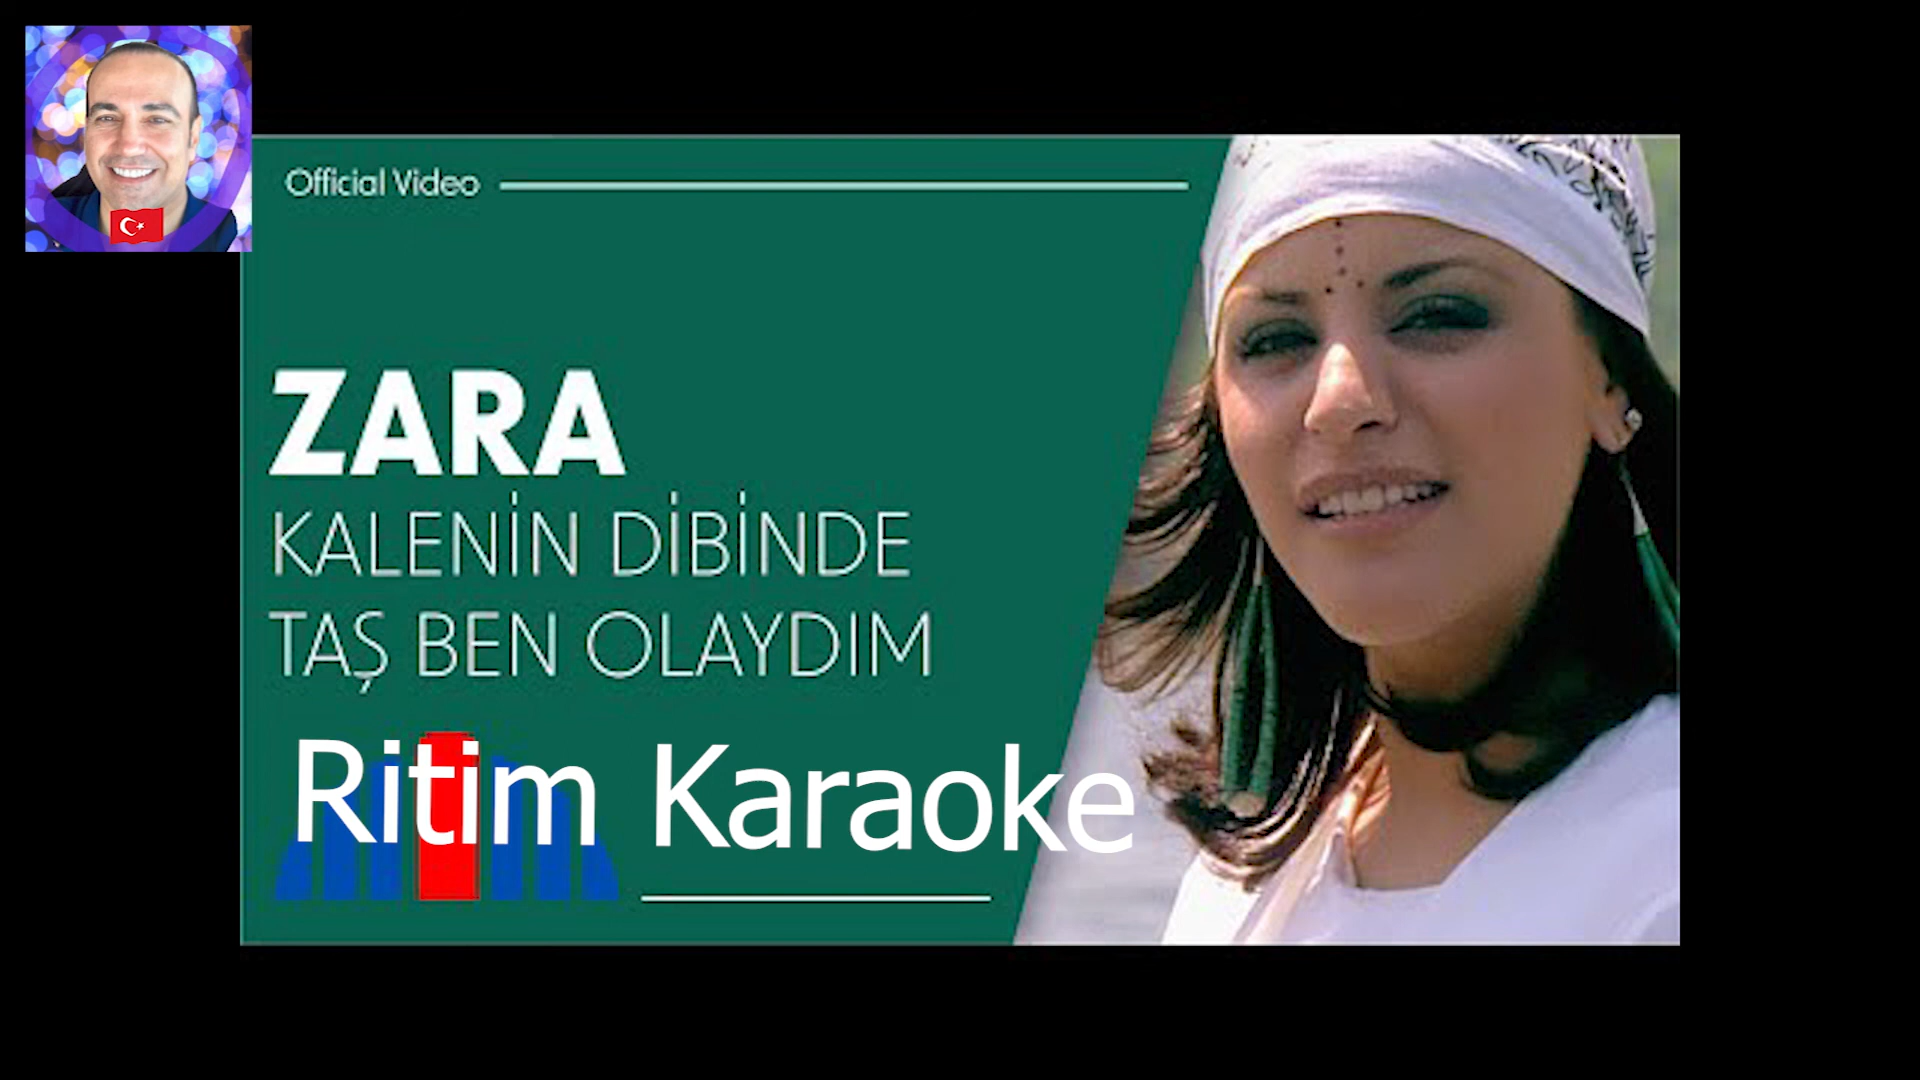 Official Video
ZARA
KALENİN DİBİNDE
TAŞ BEN OLAYDIM
Ritim Karaoke